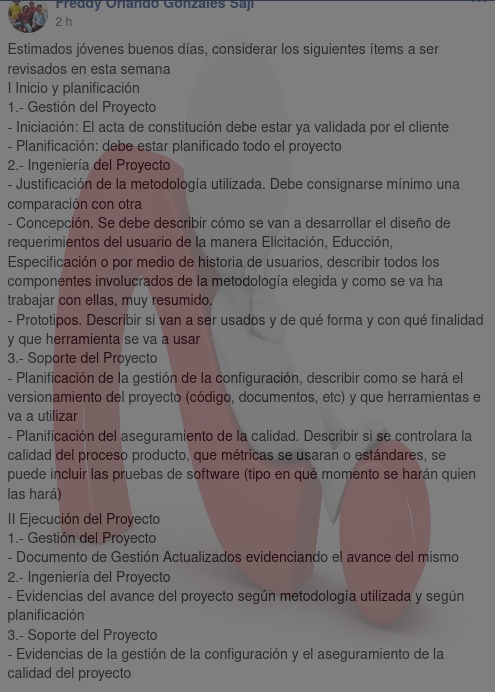 Freddy Orlando Gonzales Saji
2 h
Estimados jóvenes buenos días, considerar los siguientes ítems a ser
revisados en esta semana
I Inicio y planificación
1.- Gestión del Proyecto
- Iniciación: El acta de constitución debe estar ya validada por el cliente
- Planificación: debe estar planificado todo el proyecto
2.- Ingeniería del Proyecto
- Justificación de la metodología utilizada. Debe consignarse mínimo una
comparación con otra
- Concepción. Se debe describir cómo se van a desarrollar el diseño de
requerimientos del usuario de la manera Elicitación, Educción,
Especificación o por medio de historia de usuarios, describir todos los
componentes involucrados de la metodología elegida y como se va ha
trabajar con ellas, muy resumido.
- Prototipos. Describir si van a ser usados y de qué forma y con qué finalidad
y que herramienta se va a usar
3.- Soporte del Proyecto
- Planificación de la gestión de la configuración, describir como se hará el
versionamiento del proyecto (código, documentos, etc) y que herramientas e
va a utilizar
- Planificación del aseguramiento de la calidad. Describir si se controlara la
calidad del proceso producto, que métricas se usaran o estándares, se
puede incluir las pruebas de software (tipo en qué momento se harán quien
las hará)
II Ejecución del Proyecto
1.- Gestión del Proyecto
- Documento de Gestión Actualizados evidenciando el avance del mismo
2.- Ingeniería del Proyecto
- Evidencias del avance del proyecto según metodología utilizada y según
planificación
3.- Soporte del Proyecto
- Evidencias de la gestión de la configuración y el aseguramiento de la
calidad del proyecto